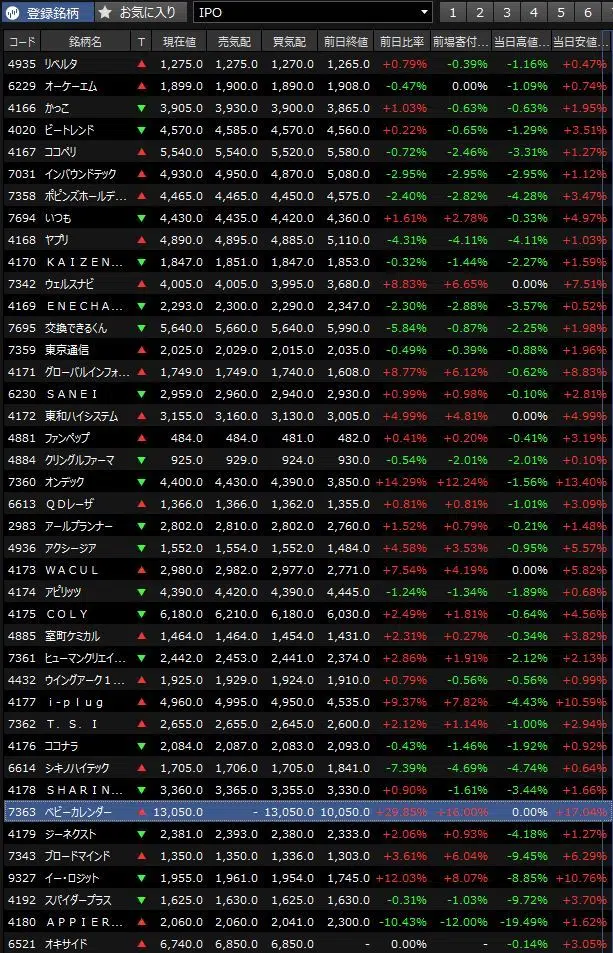 登録銘柄 お気に入り IPO 1 2 3 4 5 6
コード 銘柄名 T 現在値 売気配 買気配 前日終値 前日比率 前場寄付... 当日高値... 当日安値...
4935 リベルタ ▲ 1,275.0 1,275.0 1,270.0 1,265.0 +0.79% -0.39% -1.16% +0.47%
6229 オーケーエム ▲ 1,899.0 1,900.0 1,890.0 1,908.0 -0.47% 0.00% -1.09% +0.74%
4166 かっこ ▼ 3,905.0 3,930.0 3,900.0 3,865.0 +1.03% -0.63% -0.63% +1.95%
4020 ビートレンド ▼ 4,570.0 4,585.0 4,570.0 4,560.0 +0.22% -0.65% -1.29% +3.51%
4167 ココペリ ▲ 5,540.0 5,540.0 5,520.0 5,580.0 -0.72% -2.46% -3.31% +1.27%
7031 インバウンドテック ▲ 4,930.0 4,950.0 4,870.0 5,080.0 -2.95% -2.95% -2.95% +1.12%
7358 ポピンズホールデ... ▲ 4,465.0 4,465.0 4,450.0 4,575.0 -2.40% -2.82% -4.28% +3.47%
7694 いつも ▼ 4,430.0 4,435.0 4,420.0 4,360.0 +1.61% +2.78% -0.33% +4.97%
4168 ヤプリ ▲ 4,890.0 4,895.0 4,885.0 5,110.0 -4.31% -4.11% -4.11% +1.03%
4170 ＫＡＩＺＥＮ... ▼ 1,847.0 1,851.0 1,847.0 1,853.0 -0.32% -1.44% -2.27% +1.59%
7342 ウェルスナビ ▲ 4,005.0 4,005.0 3,995.0 3,680.0 +8.83% +6.65% 0.00% +7.51%
4169 ＥＮＥＣＨＡ... ▼ 2,293.0 2,300.0 2,290.0 2,347.0 -2.30% -2.88% -3.57% +0.52%
7695 交換できるくん ▼ 5,640.0 5,660.0 5,640.0 5,990.0 -5.84% -0.87% -2.25% +1.98%
7359 東京通信 ▲ 2,025.0 2,029.0 2,015.0 2,035.0 -0.49% -0.39% -0.88% +1.96%
4171 グローバルインフォ... ▲ 1,749.0 1,749.0 1,740.0 1,608.0 +8.77% +6.12% -0.62% +8.83%
6230 ＳＡＮＥＩ ▼ 2,959.0 2,960.0 2,940.0 2,930.0 +0.99% +0.98% -0.10% +2.81%
4172 東和ハイシステム ▲ 3,155.0 3,160.0 3,130.0 3,005.0 +4.99% +4.81% 0.00% +4.99%
4881 ファンペップ ▲ 484.0 484.0 481.0 482.0 +0.41% +0.20% -0.41% +3.19%
4884 クリングルファーマ ▼ 925.0 929.0 924.0 930.0 -0.54% -2.01% -2.01% +0.10%
7360 オンデック ▼ 4,400.0 4,430.0 4,390.0 3,850.0 +14.29% +12.24% -1.56% +13.40%
6613 ＱＤレーザ ▲ 1,366.0 1,366.0 1,362.0 1,355.0 +0.81% +0.81% -1.01% +3.09%
2983 アールプランナー ▼ 2,802.0 2,810.0 2,802.0 2,760.0 +1.52% +0.79% -0.21% +1.48%
4936 アクシージア ▼ 1,552.0 1,554.0 1,552.0 1,484.0 +4.58% +3.53% -0.95% +5.57%
4173 ＷＡＣＵＬ ▲ 2,980.0 2,982.0 2,977.0 2,771.0 +7.54% +4.19% 0.00% +5.82%
4174 アピリッツ ▼ 4,390.0 4,420.0 4,390.0 4,445.0 -1.24% -1.34% -1.89% +0.68%
4175 ＣＯＬＹ ▼ 6,180.0 6,210.0 6,180.0 6,030.0 +2.49% +1.81% -0.64% +4.56%
4885 室町ケミカル ▲ 1,464.0 1,464.0 1,454.0 1,431.0 +2.31% +0.27% -0.34% +3.82%
7361 ヒューマンクリエイ... ▼ 2,442.0 2,453.0 2,441.0 2,374.0 +2.86% +1.91% -2.12% +2.13%
4432 ウイングアーク１... ▲ 1,925.0 1,929.0 1,924.0 1,910.0 +0.79% -0.56% -0.56% +0.99%
4177 ｉ-ｐｌｕｇ ▲ 4,955.0 4,960.0 4,955.0 4,535.0 +9.37% +7.82% -4.43% +10.59%
7362 Ｔ．Ｓ．Ｉ ▲ 2,655.0 2,655.0 2,645.0 2,600.0 +2.12% +1.14% -1.00% +2.94%
4176 ココナラ ▼ 2,084.0 2,087.0 2,083.0 2,093.0 -0.43% -1.46% -1.92% +0.92%
6614 シキノハイテック ▲ 1,705.0 1,706.0 1,705.0 1,841.0 -7.39% -4.69% -4.74% +0.64%
4178 ＳＨＡＲＩＮ... ▼ 3,360.0 3,365.0 3,355.0 3,330.0 +0.90% -1.61% -3.44% +1.66%
7363 ベビーカレンダー ▲ 13,050.0 - 13,050.0 10,050.0 +29.85% +16.00% 0.00% +17.04%
4179 ジーネクスト ▼ 2,381.0 2,393.0 2,380.0 2,333.0 +2.06% +0.93% -4.18% +1.27%
7343 ブロードマインド ▲ 1,350.0 1,350.0 1,336.0 1,303.0 +3.61% +6.04% -9.45% +6.29%
9327 イー・ロジット ▼ 1,955.0 1,961.0 1,954.0 1,745.0 +12.03% +8.07% -8.85% +10.76%
4192 スパイダープラス ▼ 1,625.0 1,630.0 1,625.0 1,630.0 -0.31% -1.03% -9.72% +3.70%
4180 ＡＰＰＩＥＲ... ▲ 2,060.0 2,060.0 2,041.0 2,300.0 -10.43% -12.00% -19.49% +1.62%
6521 オキサイド ▲ 6,740.0 6,850.0 6,850.0 - 0.00% - -0.14% +3.05%